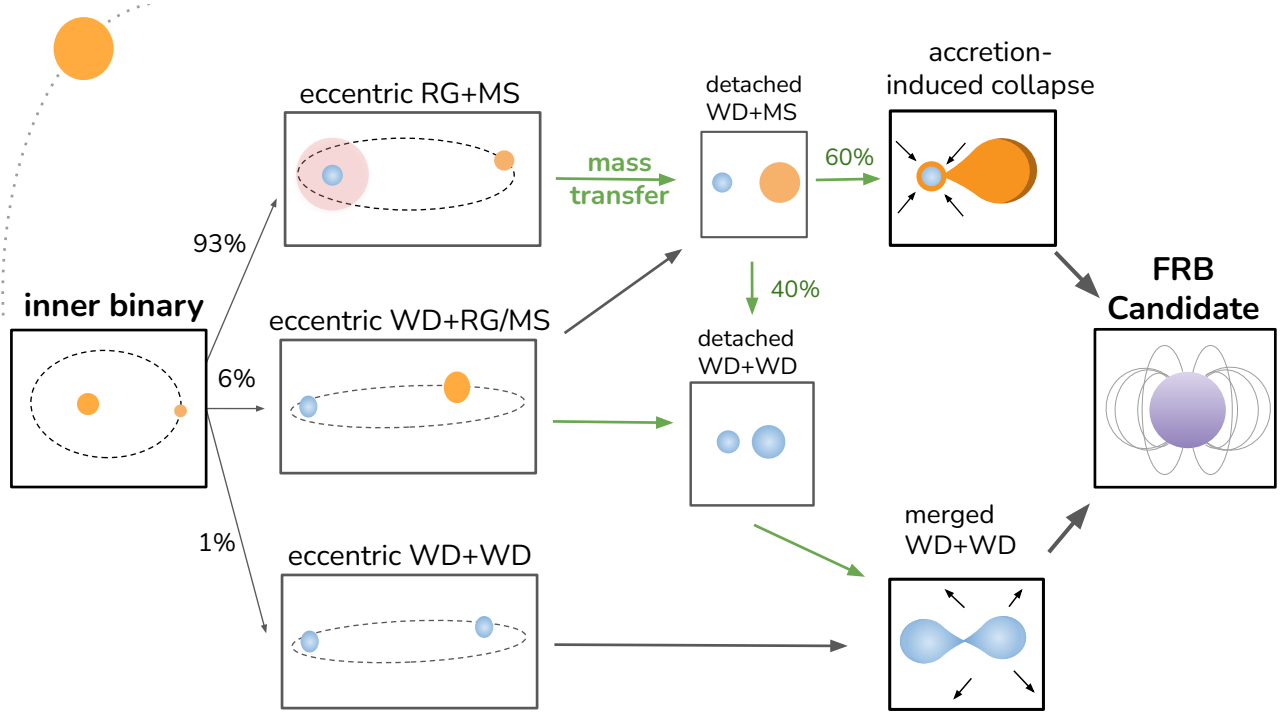 accretion-
induced collapse
eccentric RG+MS
detached
WD+MS
mass
transfer
60%
93%
FRB
Candidate
inner binary
eccentric WD+RG/MS
40%
detached
WD+WD
6%
merged
WD+WD
1%
eccentric WD+WD